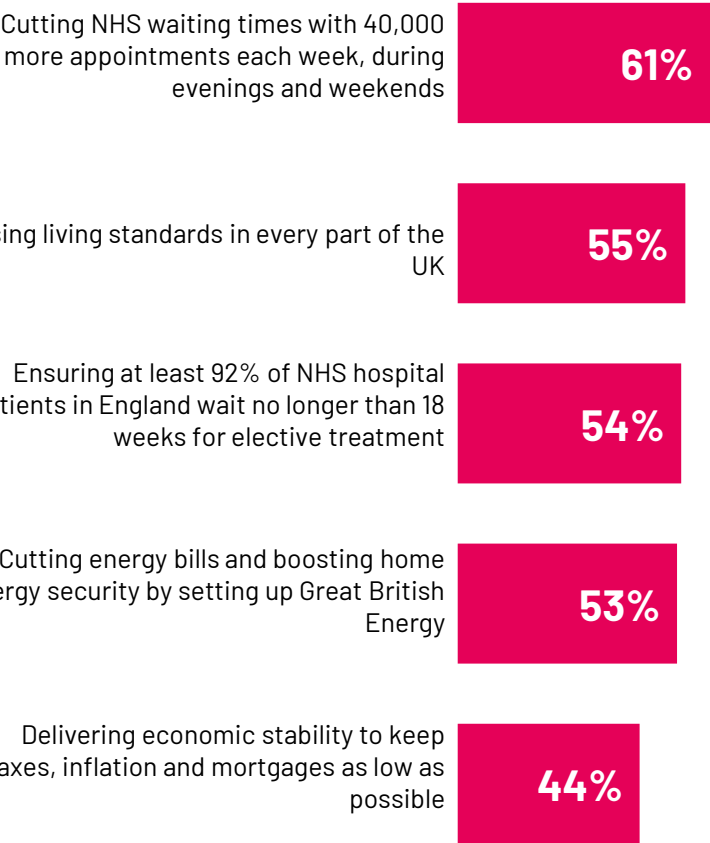 Cutting NHS waiting times with 40,000
more appointments each week, during
evenings and weekends
61%
living standards in every part of the
UK
55%
Ensuring at least 92% of NHS hospital
in England wait no longer than 18
weeks for elective treatment
54%
Cutting energy bills and boosting home
security by setting up Great British
Energy
53%
Delivering economic stability to keep
inflation and mortgages as low as
possible
44%